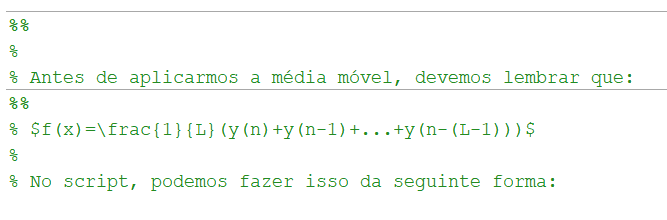 %%
%
% Antes de aplicarmos a média móvel, devemos lembrar que:
%%
% $f(x)=\frac{1}{L}(y(n)+y(n-1)+...+y(n-(L-1)))$
%
% No script, podemos fazer isso da seguinte forma: